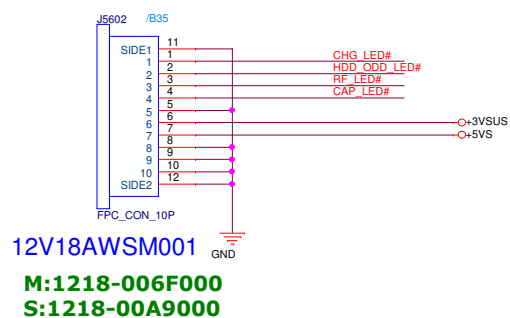 J5602 /B35
SIDE1 11
1 1 CHG_LED#
2 2 HDD_ODD_LED#
3 3 RF_LED#
4 4 CAP_LED#
5 5
6 6 +3VSUS
7 7 +5VS
8 8
9 9
10 10
SIDE2 12
FPC_CON_10P
12V18AWSM001
GND
M:1218-006F000
S:1218-00A9000